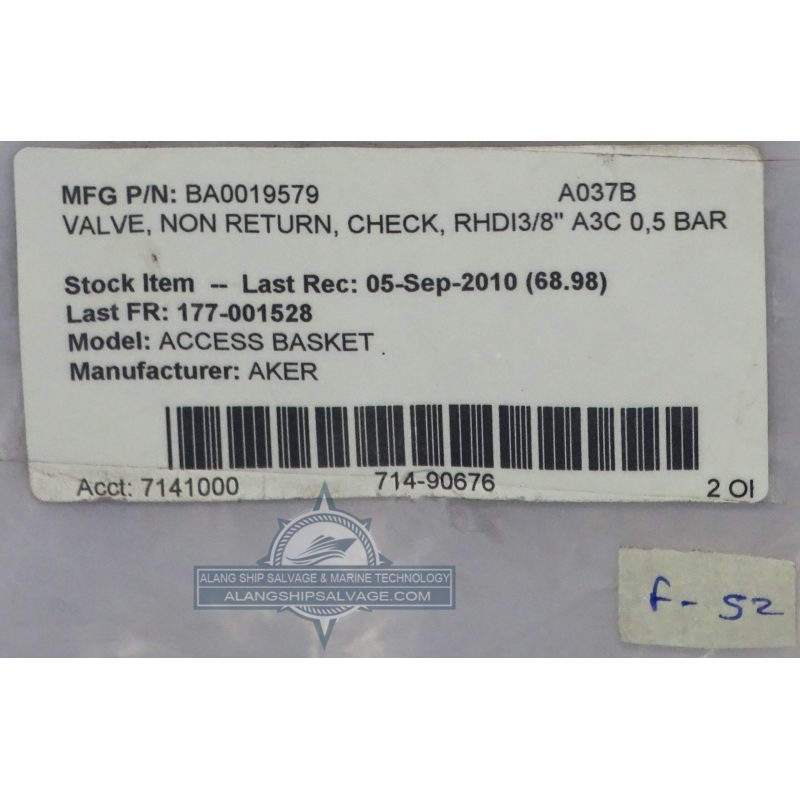 MFG P/N: BA0019579 A037B
VALVE, NON RETURN, CHECK, RHDI3/8" A3C 0,5 BAR
Stock Item -- Last Rec: 05-Sep-2010 (68.98)
Last FR: 177-001528
Model: ACCESS BASKET
Manufacturer: AKER
Acct: 7141000 714-90676 2 OI
ALANG SHIP SALVAGE & MARINE TECHNOLOGY
ALANGSHIPSALVAGE.COM
f - 52